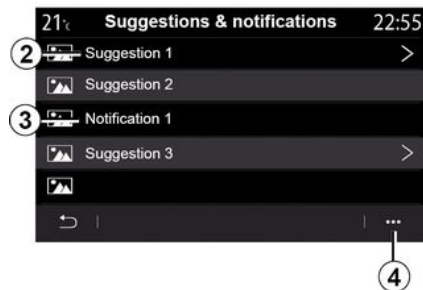 21°c Suggestions & notifications 22:55
2 Suggestion 1
Suggestion 2
3 Notification 1
Suggestion 3
4